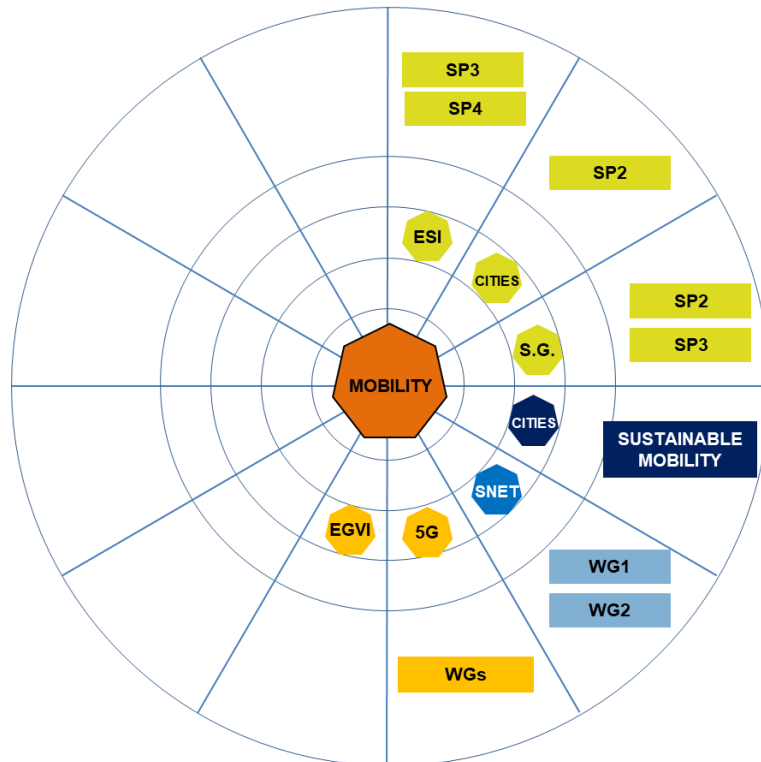 SP3
SP4
SP2
ESI
CITIES
SP2
S.G.
SP3
MOBILITY
CITIES
SUSTAINABLE
MOBILITY
SNET
EGVI
5G
WG1
WG2
WGs